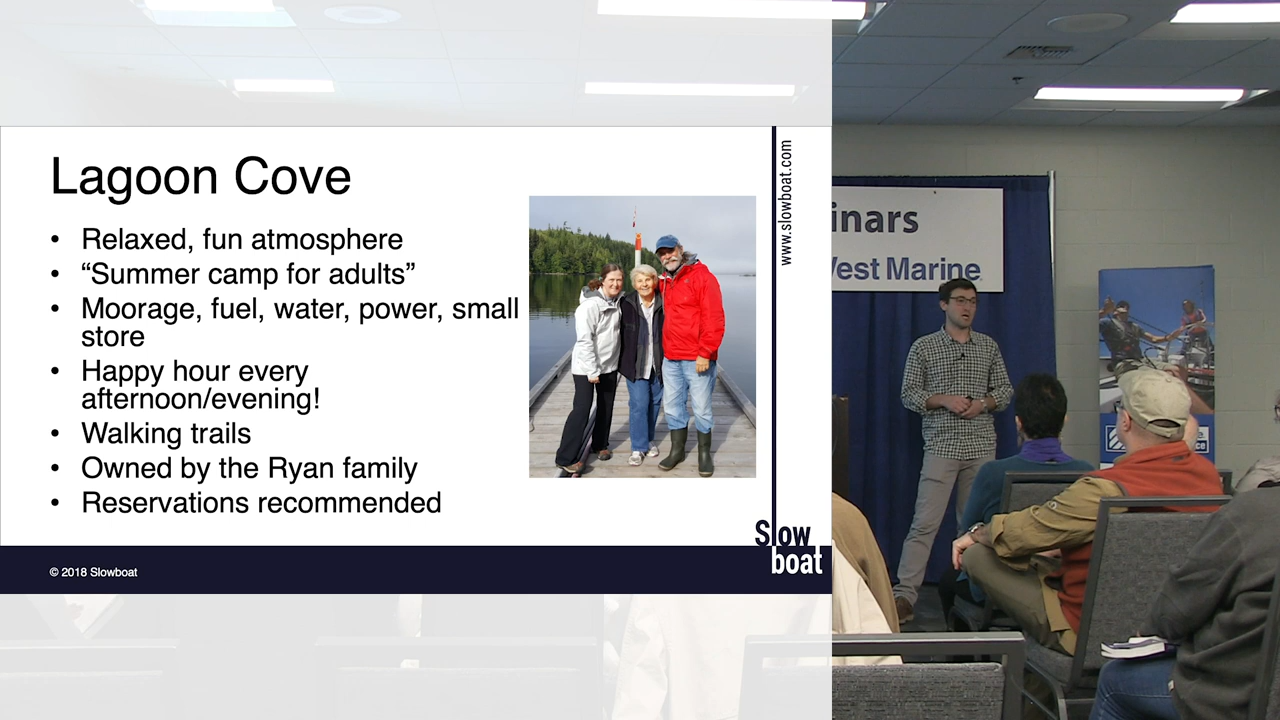 Lagoon Cove
• Relaxed, fun atmosphere
• “Summer camp for adults”
• Moorage, fuel, water, power, small
store
• Happy hour every
afternoon/evening!
• Walking trails
• Owned by the Ryan family
• Reservations recommended
www.slowboat.com
Slow
boat
© 2018 Slowboat
inars
West Marine